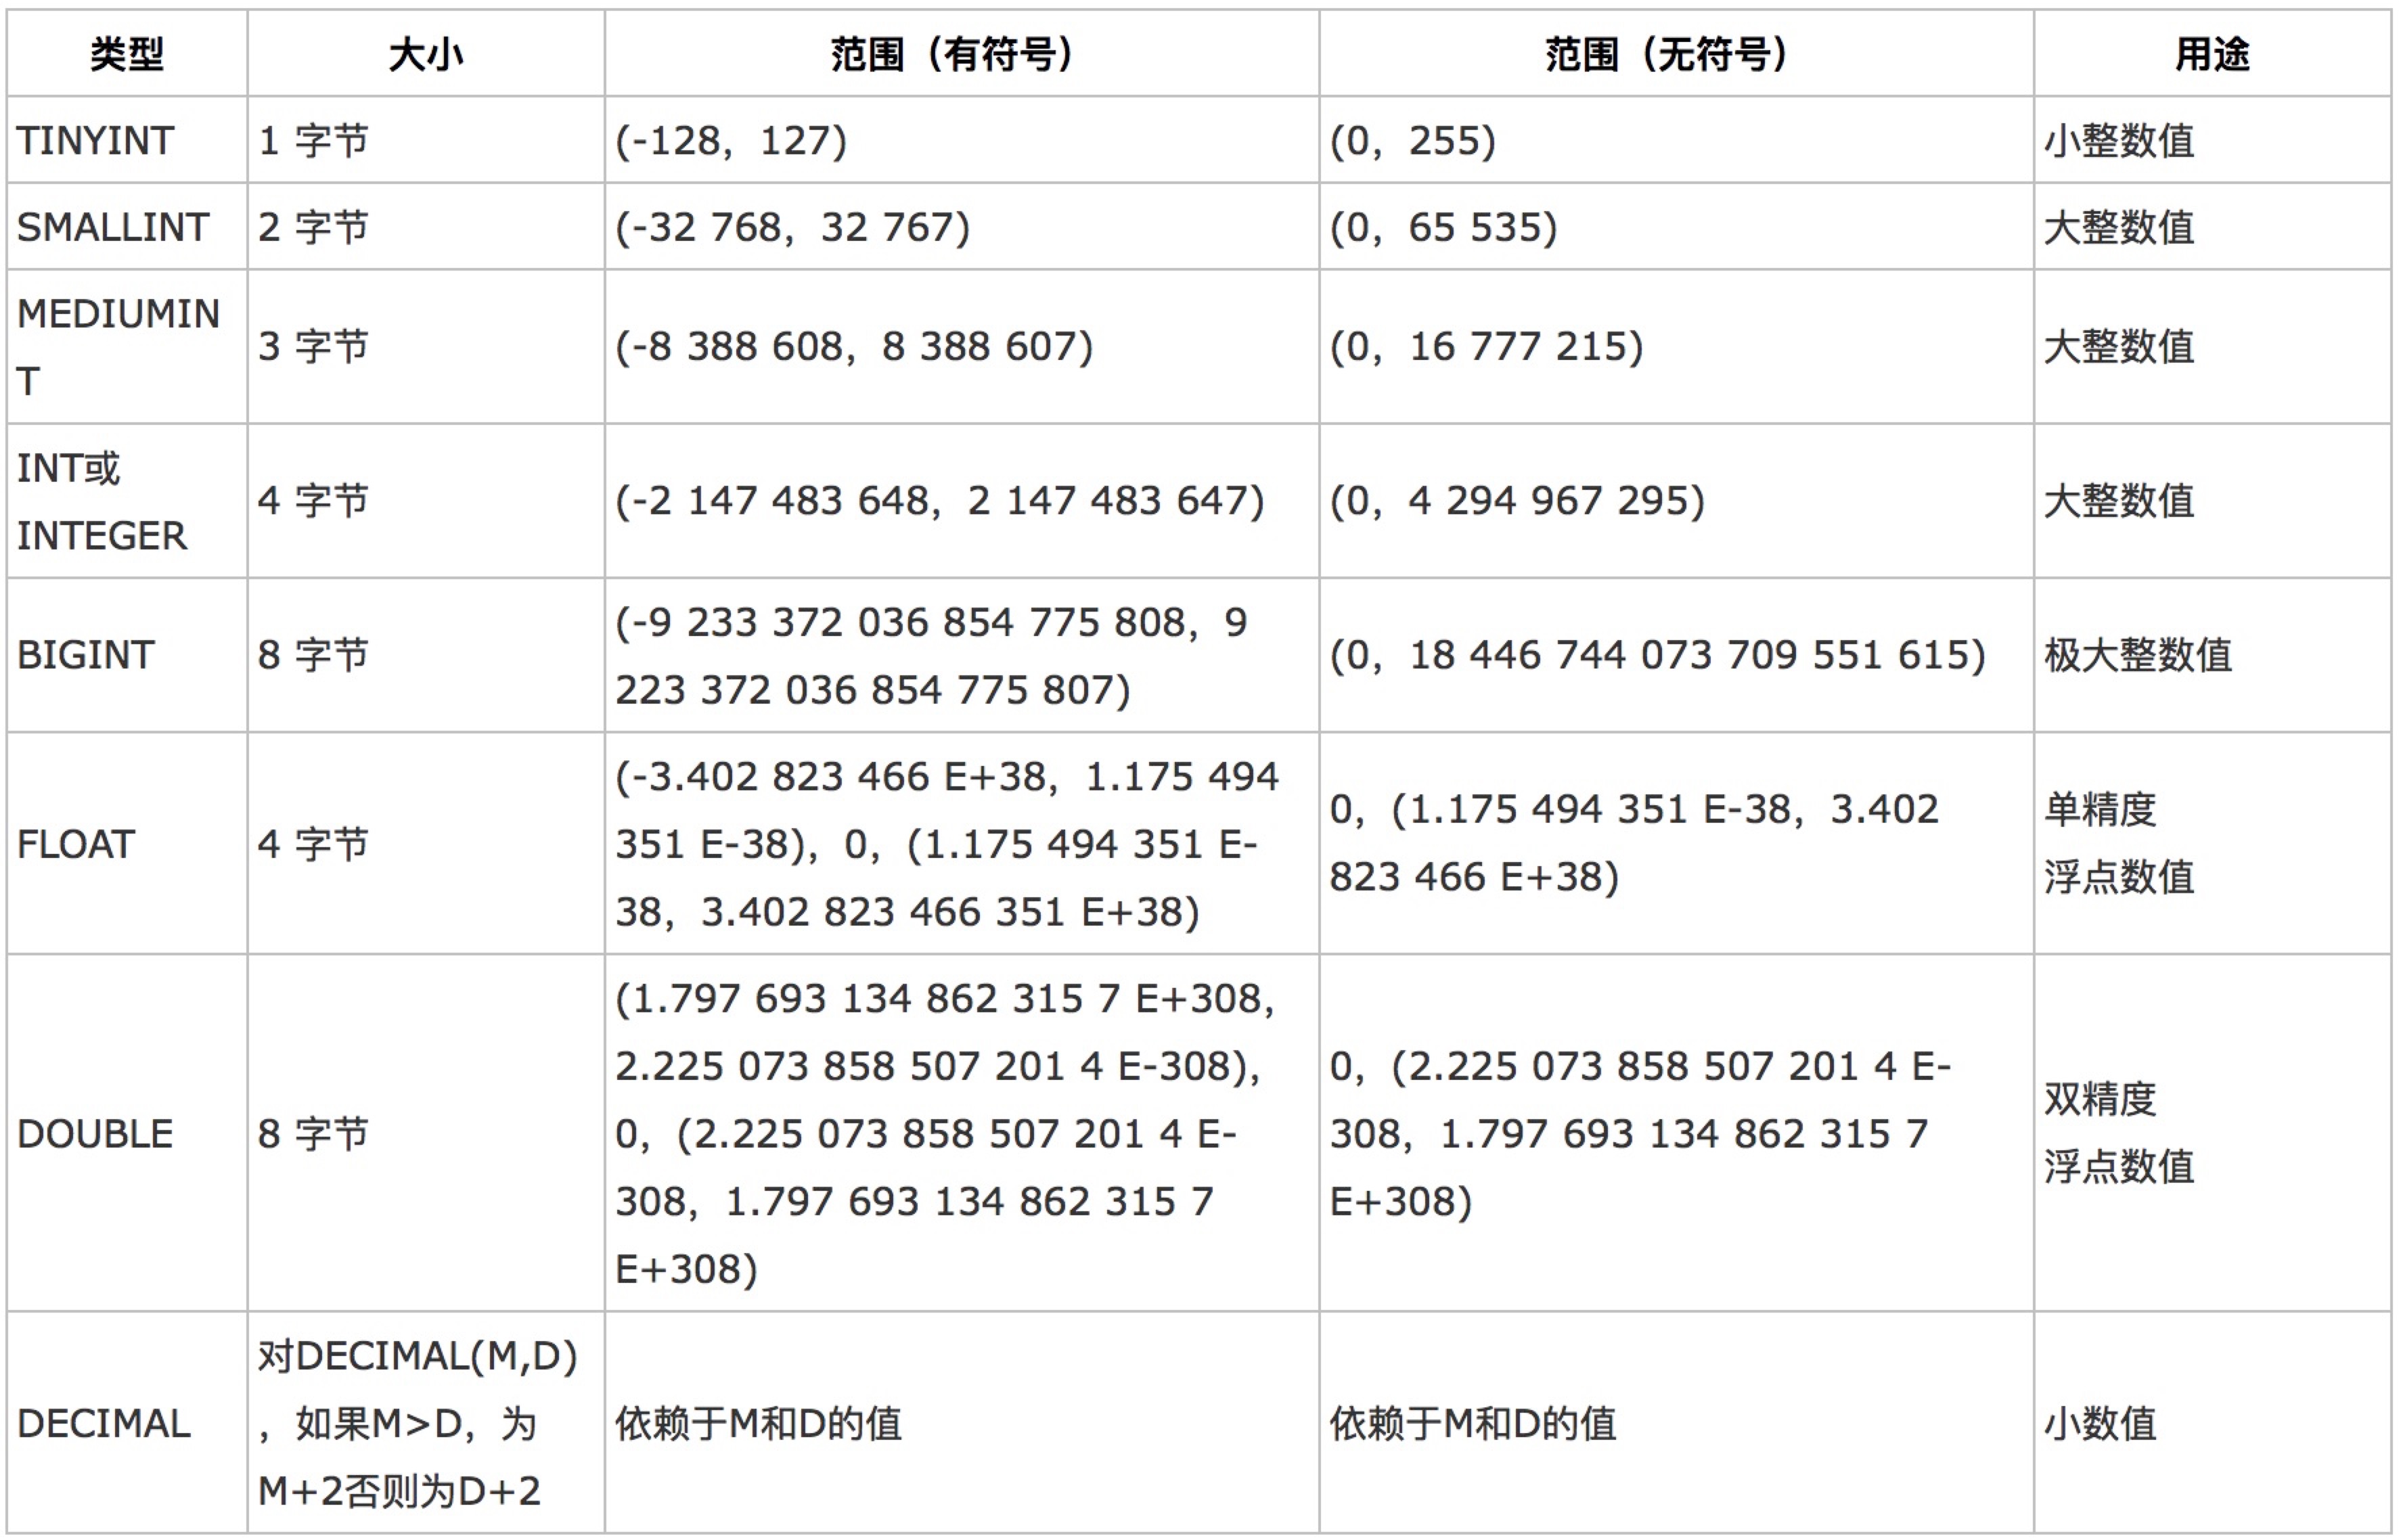 类型 大小 范围（有符号） 范围（无符号） 用途
TINYINT 1 字节 (-128，127) (0，255) 小整数值
SMALLINT 2 字节 (-32 768，32 767) (0，65 535) 大整数值
MEDIUMIN
T 3 字节 (-8 388 608，8 388 607) (0，16 777 215) 大整数值
INT或
INTEGER 4 字节 (-2 147 483 648，2 147 483 647) (0，4 294 967 295) 大整数值
BIGINT 8 字节 (-9 233 372 036 854 775 808，9
223 372 036 854 775 807) (0，18 446 744 073 709 551 615) 极大整数值
FLOAT 4 字节 (-3.402 823 466 E+38，1.175 494
351 E-38)，0，(1.175 494 351 E-
38，3.402 823 466 351 E+38)
0，(1.175 494 351 E-38，3.402
823 466 E+38)
单精度
浮点数值
DOUBLE 8 字节 (1.797 693 134 862 315 7 E+308，
2.225 073 858 507 201 4 E-308)，
0，(2.225 073 858 507 201 4 E-
308，1.797 693 134 862 315 7
E+308)
0，(2.225 073 858 507 201 4 E-
308，1.797 693 134 862 315 7
E+308)
双精度
浮点数值
DECIMAL
对DECIMAL(M,D)
，如果M>D，为
M+2否则为D+2
依赖于M和D的值 依赖于M和D的值 小数值